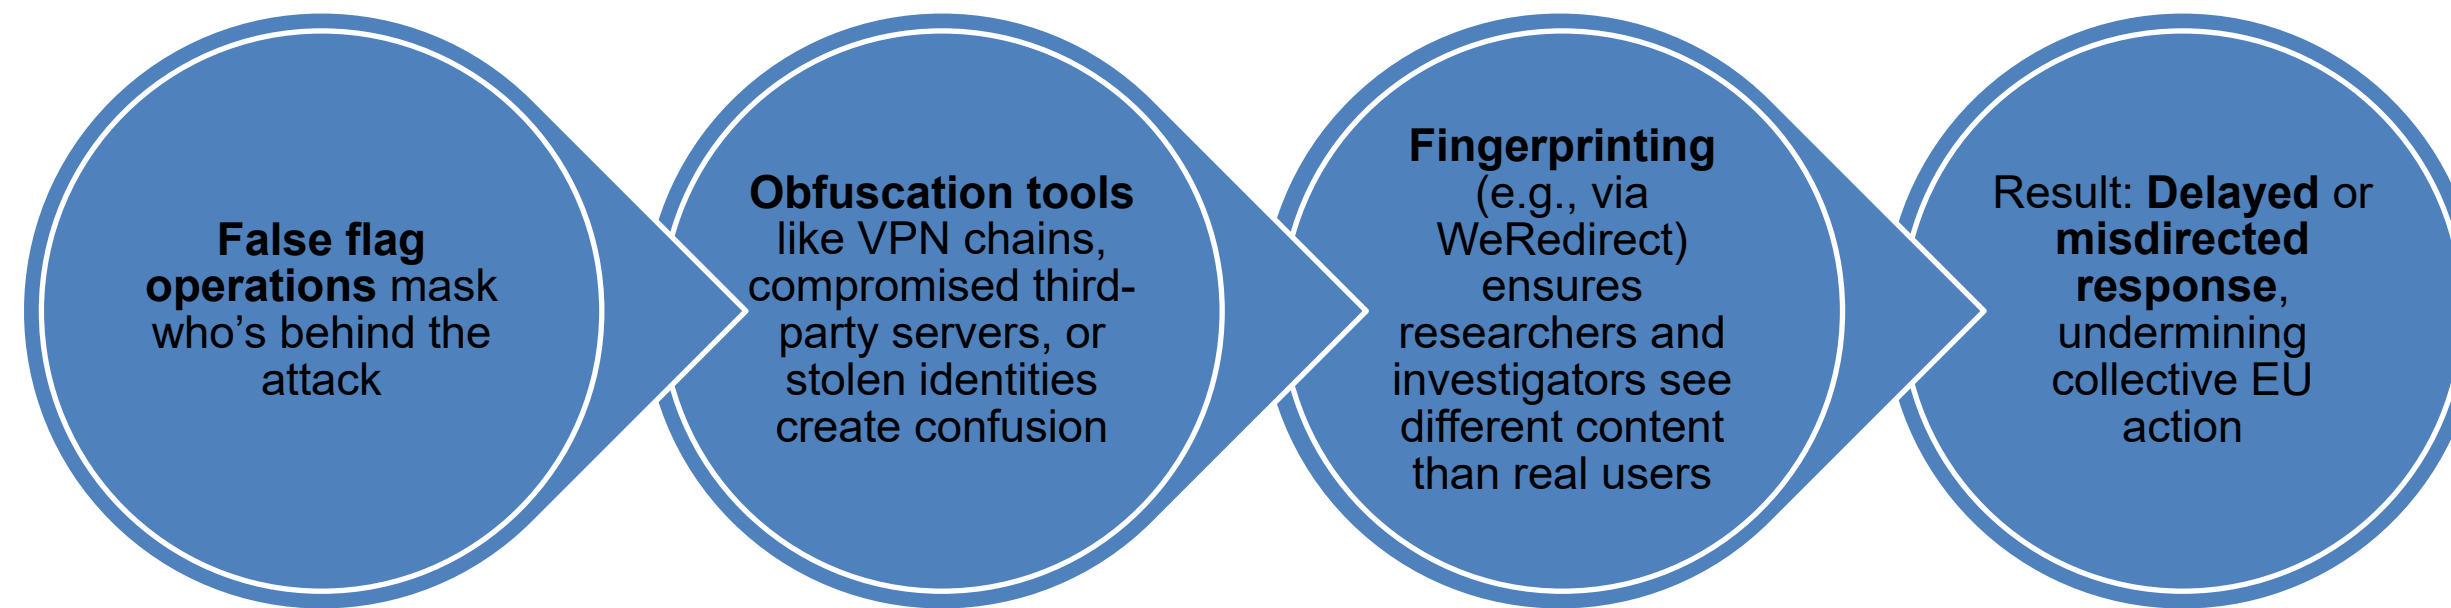 False flag
operations mask
who's behind the
attack
Obfuscation tools
like VPN chains,
compromised third-
party servers, or
stolen identities
create confusion
Fingerprinting
(e.g., via
WeRedirect)
ensures
researchers and
investigators see
different content
than real users
Result: Delayed or
misdirected
response,
undermining
collective EU
action